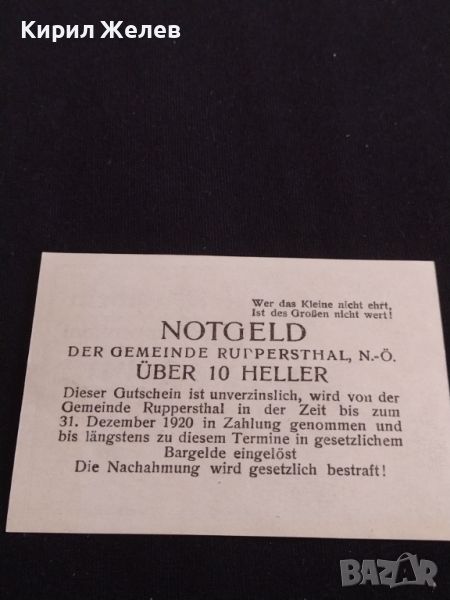 Кирил Желев
Wer das Kleine nicht ehrt,
Ist des Großen nicht wert!
NOTGELD
DER GEMEINDE RUPPERSTHAL, N.-Ö.
ÜBER 10 HELLER
Dieser Gutschein ist unverzinslich, wird von der
Gemeinde Ruppersthal in der Zeit bis zum
31. Dezember 1920 in Zahlung genommen und
bis längstens zu diesem Termine in gesetzlichem
Bargelde eingelöst
Die Nachahmung wird gesetzlich bestraft!
BAZAR